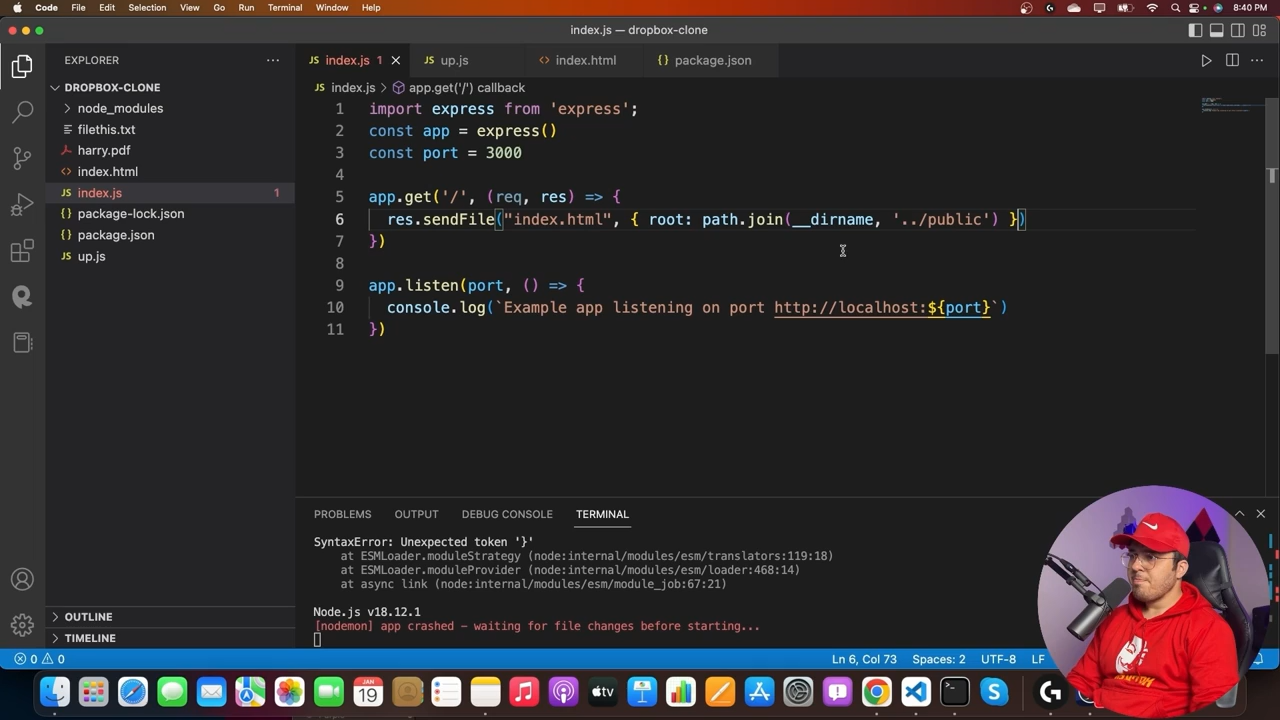 Code File Edit Selection View Go Run Terminal Window Help 8:40 PM
index.js — dropbox-clone
EXPLORER
index.js 1
up.js
index.html
package.json
DROPBOX-CLONE
node_modules
filethis.txt
harry.pdf
index.html
index.js 1
package-lock.json
package.json
up.js
OUTLINE
TIMELINE
index.js > app.get('/') callback
1 import express from 'express';
2 const app = express()
3 const port = 3000
4
5 app.get('/', (req, res) => {
6 res.sendFile("index.html", { root: path.join(__dirname, '../public') })
7 })
8
9 app.listen(port, () => {
10 console.log(`Example app listening on port http://localhost:${port}`)
11 })
PROBLEMS OUTPUT DEBUG CONSOLE TERMINAL
SyntaxError: Unexpected token '}'
at ESMLoader.moduleStrategy (node:internal/modules/esm/translators:119:18)
at ESMLoader.moduleProvider (node:internal/modules/esm/loader:468:14)
at async link (node:internal/modules/esm/module_job:67:21)
Node.js v18.12.1
[nodemon] app crashed - waiting for file changes before starting...
0 0 Ln 6, Col 73 Spaces: 2 UTF-8 LF
JAN
19
tv